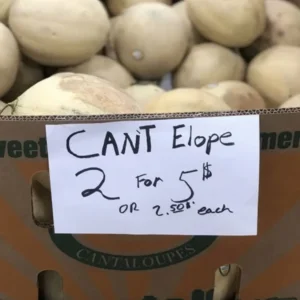 CANT Elope
2 For 5$
OR 2.50$ each
CANTALOUPES